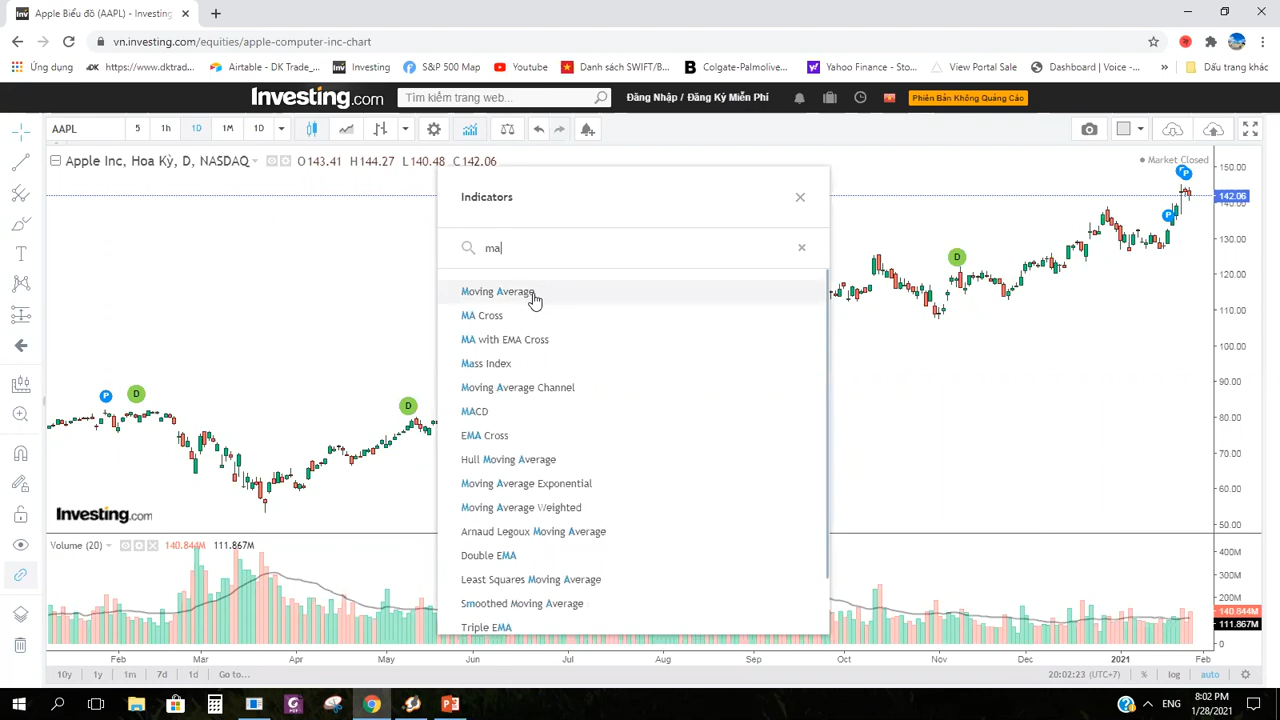 Apple Biểu đồ (AAPL) - Investing
vn.investing.com/equities/apple-computer-inc-chart
Ứng dụng
https://www.dktrad...
Airtable - DK Trade_...
Investing
S&P 500 Map
Youtube
Danh sách SWIFT/B...
Colgate-Palmolive...
Yahoo Finance - Sto...
View Portal Sale
Dashboard | Voice -...
»
Dấu trang khác
Investing.com
Tìm kiếm trang web...
Đăng Nhập / Đăng Ký Miễn Phí
Phiên Bản Không Quảng Cáo
AAPL 5 1h 1D 1M 1D
Apple Inc, Hoa Kỳ, D, NASDAQ O143.41 H144.27 L140.48 C142.06
Market Closed
Indicators
ma
Moving Average
MA Cross
MA with EMA Cross
Mass Index
Moving Average Channel
MACD
EMA Cross
Hull Moving Average
Moving Average Exponential
Moving Average Weighted
Arnaud Legoux Moving Average
Double EMA
Least Squares Moving Average
Smoothed Moving Average
Triple EMA
P
D
D
D
P
P
150.00
142.06
140.00
130.00
120.00
110.00
100.00
90.00
80.00
70.00
60.00
50.00
Investing.com
Volume (20) 140.844M 111.867M
400M
300M
200M
140.844M
111.867M
0
Feb Mar Apr May Jun Jul Aug Sep Oct Nov Dec 2021 Feb
10y 1y 1m 7d 1d Go to... 20:02:23 (UTC+7) % log auto
ENG
8:02 PM
1/28/2021